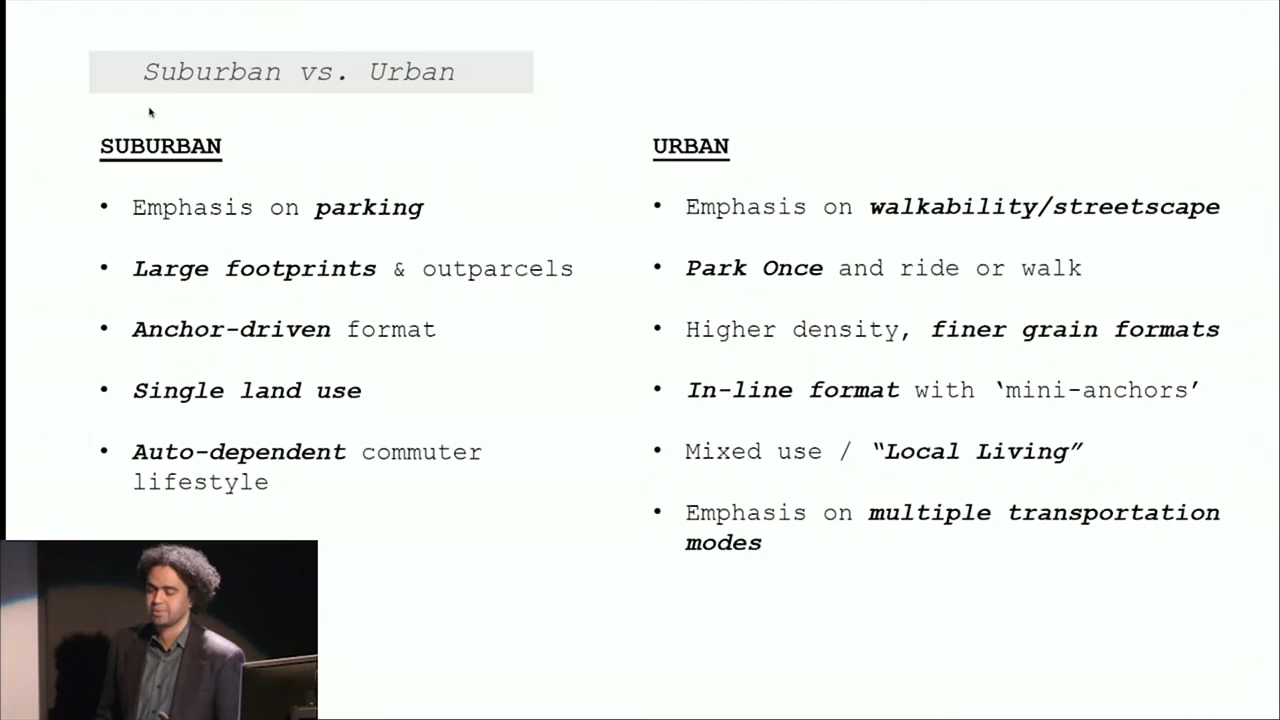 Suburban vs. Urban
SUBURBAN
• Emphasis on parking
• Large footprints & outparcels
• Anchor-driven format
• Single land use
• Auto-dependent commuter
lifestyle
URBAN
• Emphasis on walkability/streetscape
• Park Once and ride or walk
• Higher density, finer grain formats
• In-line format with ‘mini-anchors’
• Mixed use / “Local Living”
• Emphasis on multiple transportation
modes